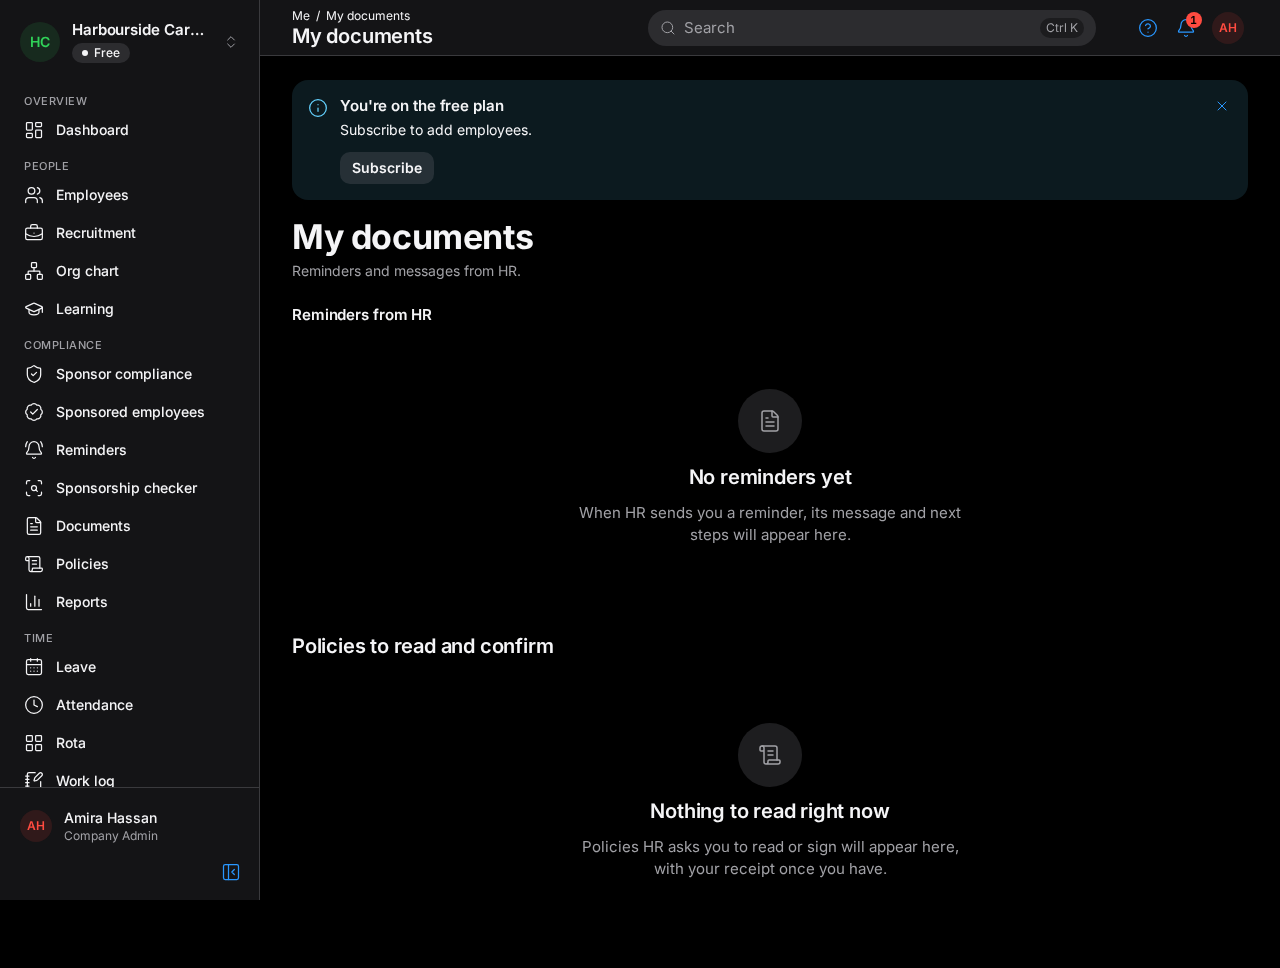 HC
Harbourside Car...
Free
OVERVIEW
Dashboard
PEOPLE
Employees
Recruitment
Org chart
Learning
COMPLIANCE
Sponsor compliance
Sponsored employees
Reminders
Sponsorship checker
Documents
Policies
Reports
TIME
Leave
Attendance
Rota
Work log
AH
Amira Hassan
Company Admin
Me / My documents
My documents
Search
Ctrl K
1
AH
You're on the free plan
Subscribe to add employees.
Subscribe
My documents
Reminders and messages from HR.
Reminders from HR
No reminders yet
When HR sends you a reminder, its message and next
steps will appear here.
Policies to read and confirm
Nothing to read right now
Policies HR asks you to read or sign will appear here,
with your receipt once you have.